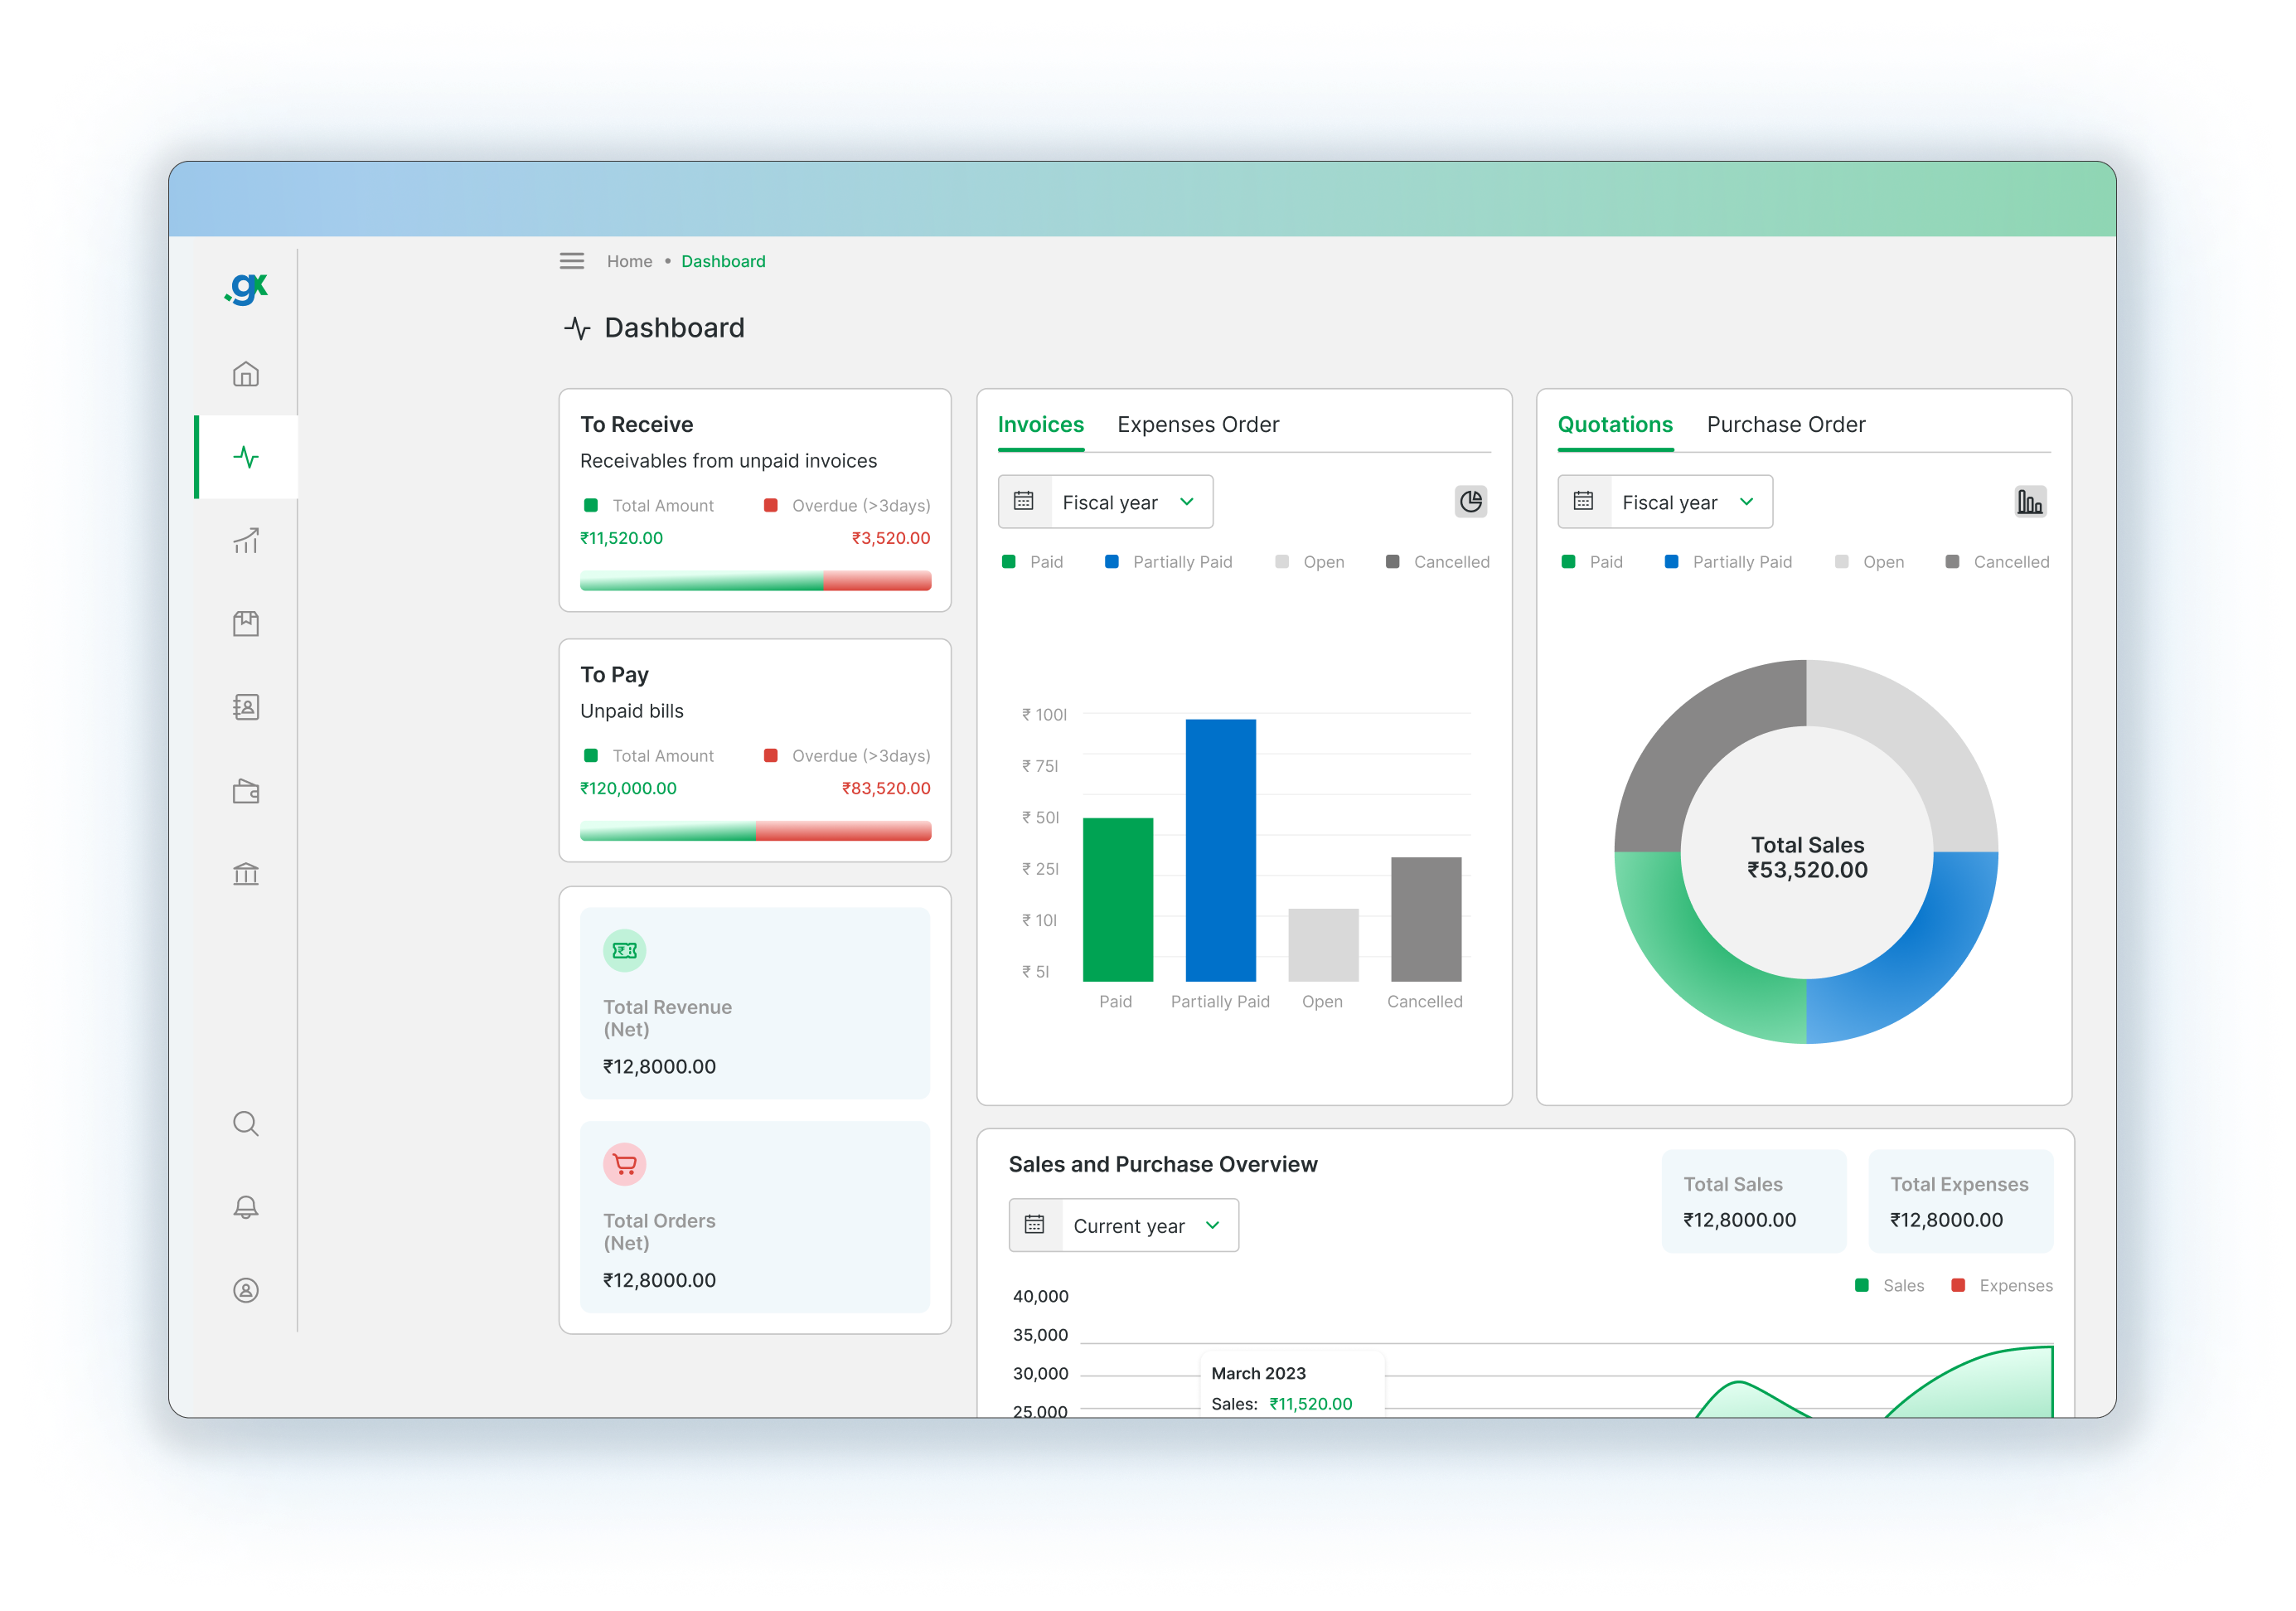 .gx
Home • Dashboard
Dashboard
To Receive
Receivables from unpaid invoices
Total Amount Overdue (>3days)
₹11,520.00 ₹3,520.00
To Pay
Unpaid bills
Total Amount Overdue (>3days)
₹120,000.00 ₹83,520.00
Total Revenue
(Net)
₹12,8000.00
Total Orders
(Net)
₹12,8000.00
Invoices Expenses Order
Fiscal year
Paid Partially Paid Open Cancelled
₹ 100l
₹ 75l
₹ 50l
₹ 25l
₹ 10l
₹ 5l
Paid Partially Paid Open Cancelled
Quotations Purchase Order
Fiscal year
Paid Partially Paid Open Cancelled
Total Sales
₹53,520.00
Sales and Purchase Overview
Current year
Total Sales
₹12,8000.00
Total Expenses
₹12,8000.00
Sales Expenses
40,000
35,000
30,000
25,000
March 2023
Sales: ₹11,520.00